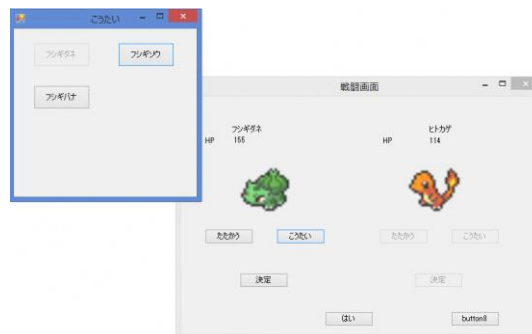 こうたい
フシギダネ
フシギソウ
フシギバナ
戦闘画面
フシギダネ
HP 155
ヒトカゲ
HP 114
たたかう
こうたい
たたかう
こうたい
決定
決定
はい
button8